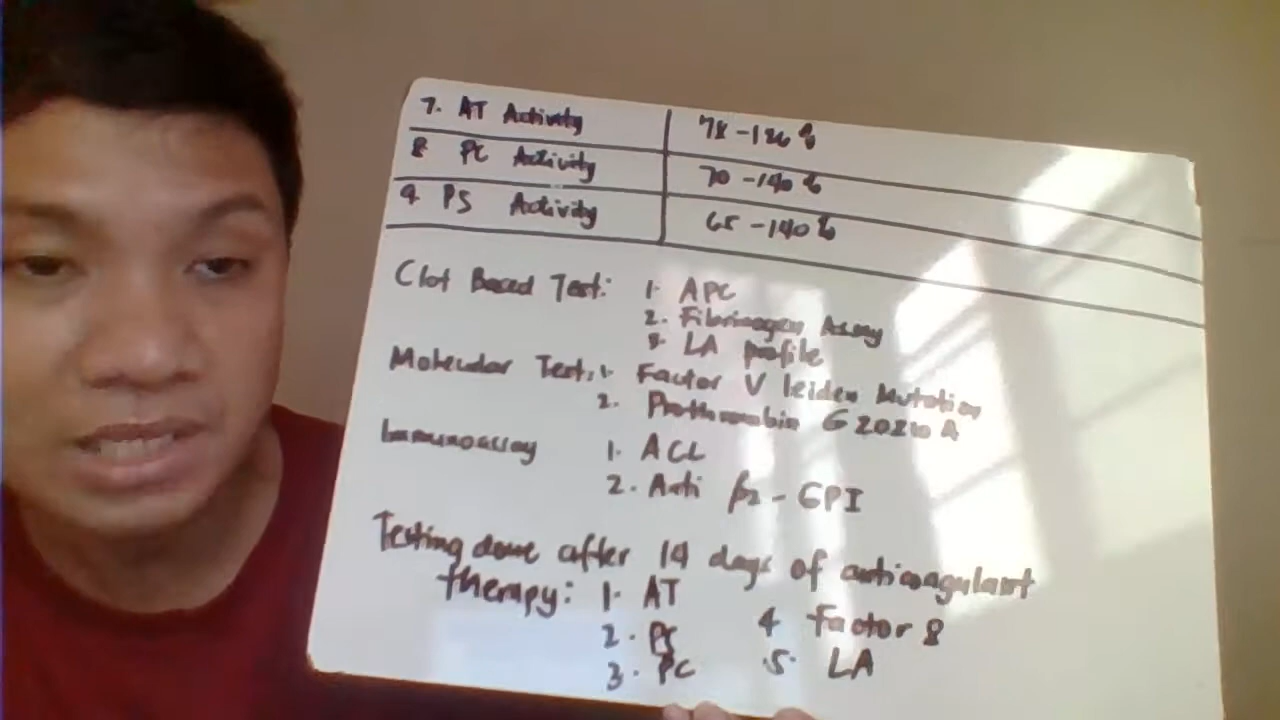 7. AT Activity 78-126%
8 PC Activity 70-140%
9. PS Activity 65-140%
Clot Based Test: 1. APC
2. Fibrinogen Assay
3. LA profile
Molecular Test: 1. Factor V leiden Mutation
2. Prothrombin G20210A
Immunoassay 1. ACL
2. Anti β2-GPI
Testing done after 14 days of anticoagulant
therapy: 1. AT
2. PS 4 Factor 8
3. PC 5. LA